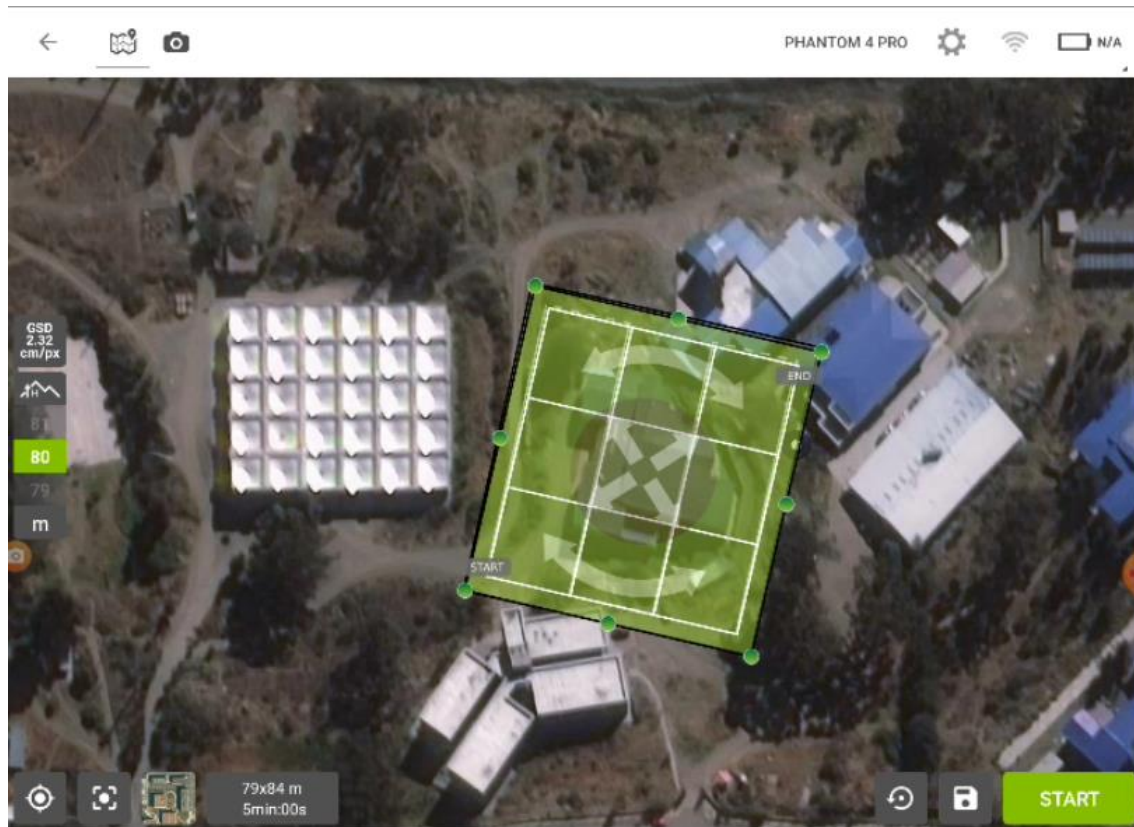 PHANTOM 4 PRO
N/A
GSD
2.32
cm/px
H
81
80
79
m
END
START
79x84 m
5min:00s
START